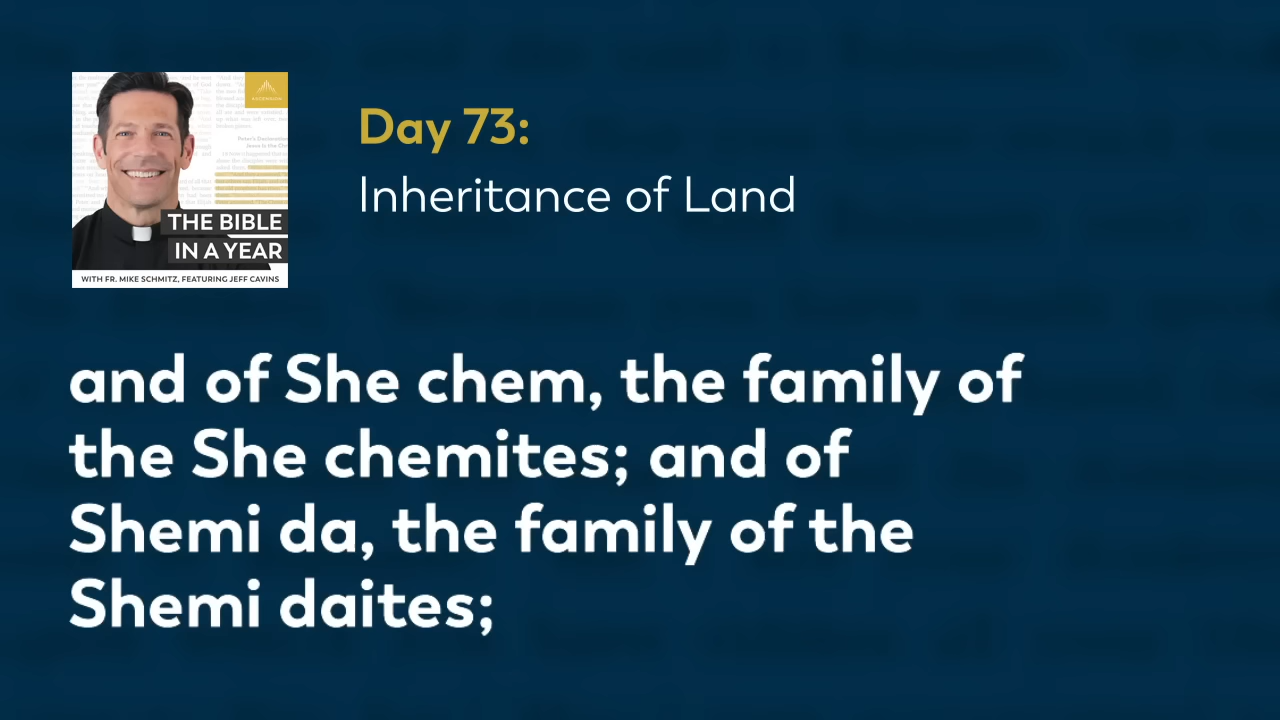 Day 73:
Inheritance of Land
ASCENSION
THE BIBLE
IN A YEAR
WITH FR. MIKE SCHMITZ, FEATURING JEFF CAVINS
and of She chem, the family of
the She chemites; and of
Shemi da, the family of the
Shemi daites;